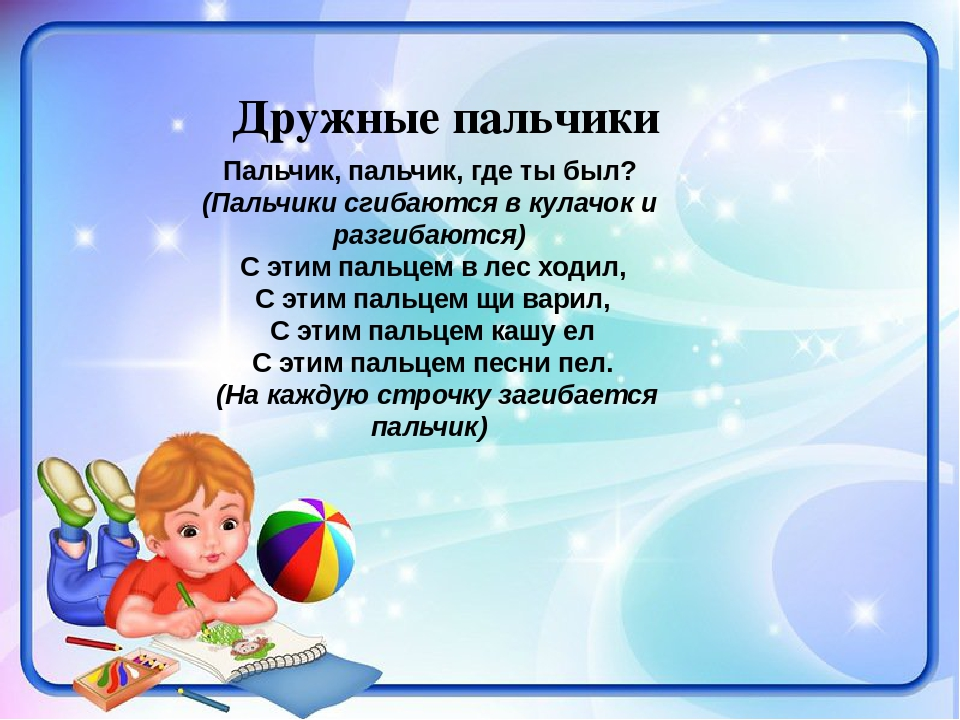 Дружные пальчики
Пальчик, пальчик, где ты был?
(Пальчики сгибаются в кулачок и
разгибаются)
С этим пальцем в лес ходил,
С этим пальцем щи варил,
С этим пальцем кашу ел
С этим пальцем песни пел.
(На каждую строчку загибается
пальчик)